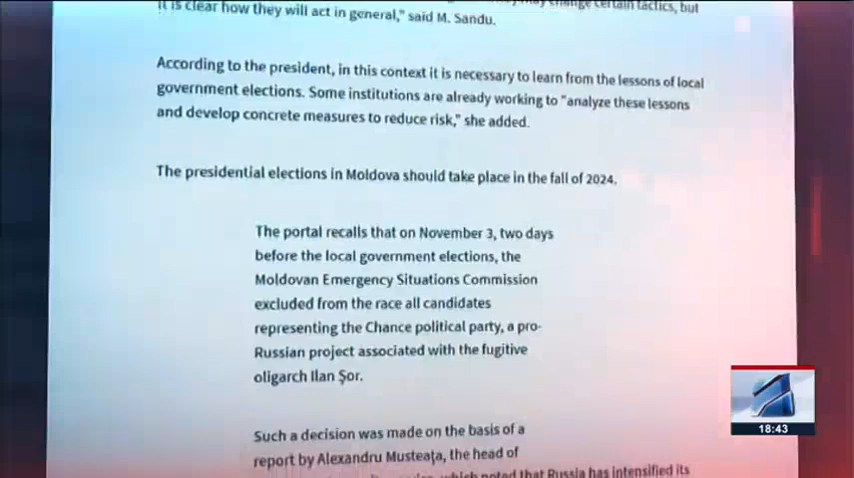 it is clear how they will act in general," said M. Sandu.
change certain tactics, but
According to the president, in this context it is necessary to learn from the lessons of local
government elections. Some institutions are already working to "analyze these lessons
and develop concrete measures to reduce risk," she added.
The presidential elections in Moldova should take place in the fall of 2024.
The portal recalls that on November 3, two days
before the local government elections, the
Moldovan Emergency Situations Commission
excluded from the race all candidates
representing the Chance political party, a pro-
Russian project associated with the fugitive
oligarch Ilan Şor.
Such a decision was made on the basis of a
report by Alexandru Musteaţa, the head of
which noted that Russia has intensified its
18:43